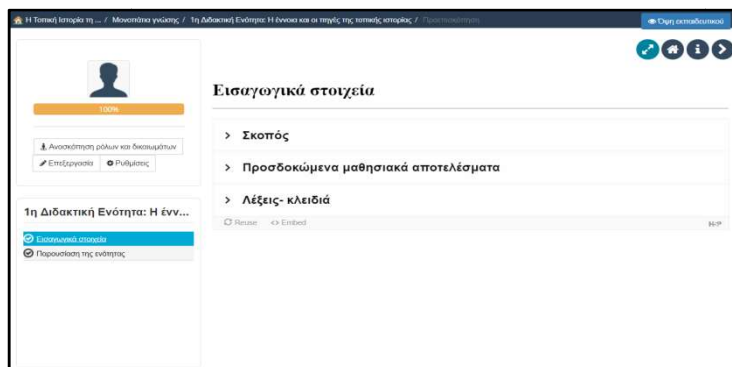 Η Τοπική Ιστορία τη ... / Μονοπάτια γνώσης / 1η Διδακτική Ενότητα: Η έννοια και οι πηγές της τοπικής ιστορίας / Προεπισκόπηση
Όψη εκπαιδευτικού
100%
Ανασκόπηση ρόλων και δικαιωμάτων
Επεξεργασία Ρυθμίσεις
1η Διδακτική Ενότητα: Η ένν...
Εισαγωγικά στοιχεία
Παρουσίαση της ενότητας
Εισαγωγικά στοιχεία
Σκοπός
Προσδοκώμενα μαθησιακά αποτελέσματα
Λέξεις- κλειδιά
Reuse <> Embed
H5P